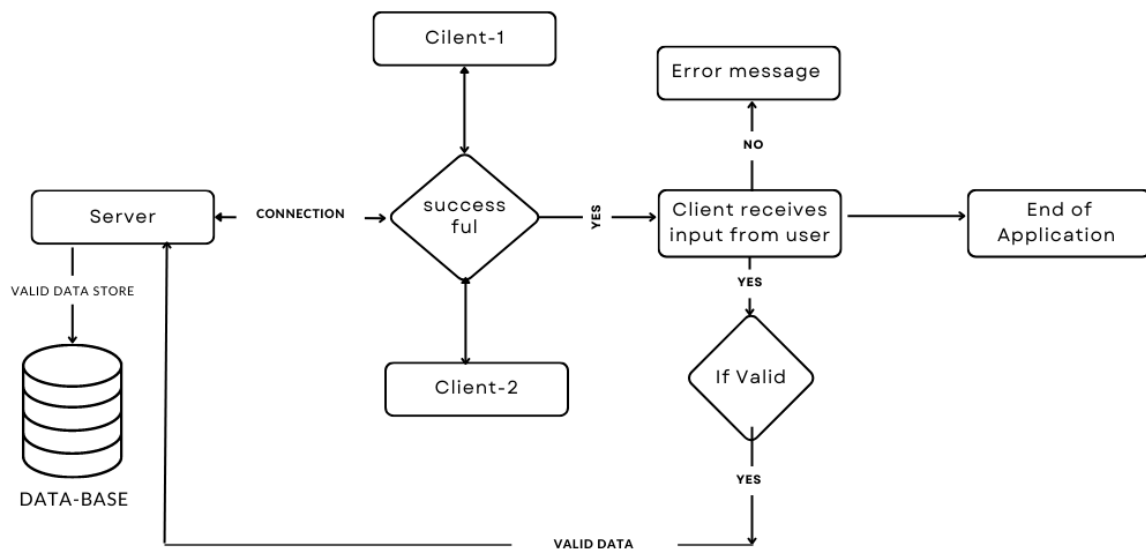 Cilent-1
Error message
NO
Server
CONNECTION
success
ful
YES
Client receives
input from user
End of
Application
VALID DATA STORE
YES
Client-2
If Valid
YES
DATA-BASE
VALID DATA